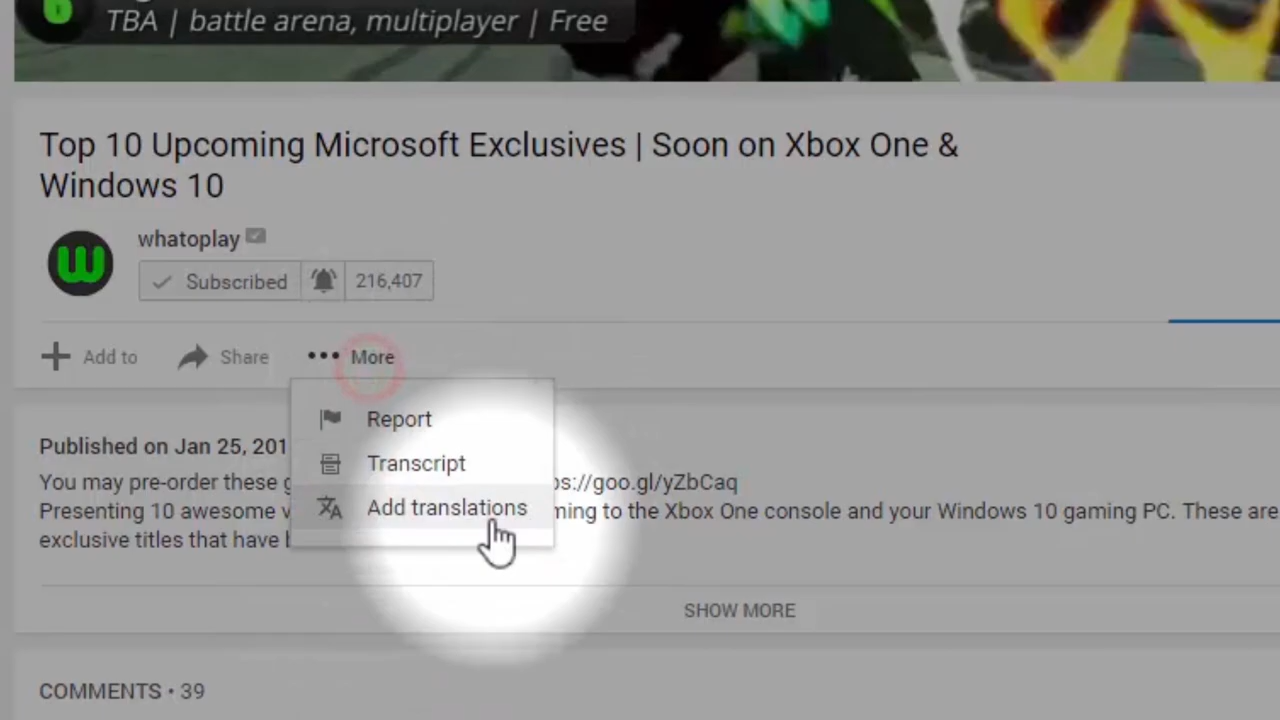 6
TBA | battle arena, multiplayer | Free
Top 10 Upcoming Microsoft Exclusives | Soon on Xbox One &
Windows 10
whatoplay
Subscribed 216,407
Add to Share More
Report
Transcript
Add translations
Published on Jan 25, 201
You may pre-order these g ps://goo.gl/yZbCaq
Presenting 10 awesome v ming to the Xbox One console and your Windows 10 gaming PC. These are
exclusive titles that have b
SHOW MORE
COMMENTS • 39